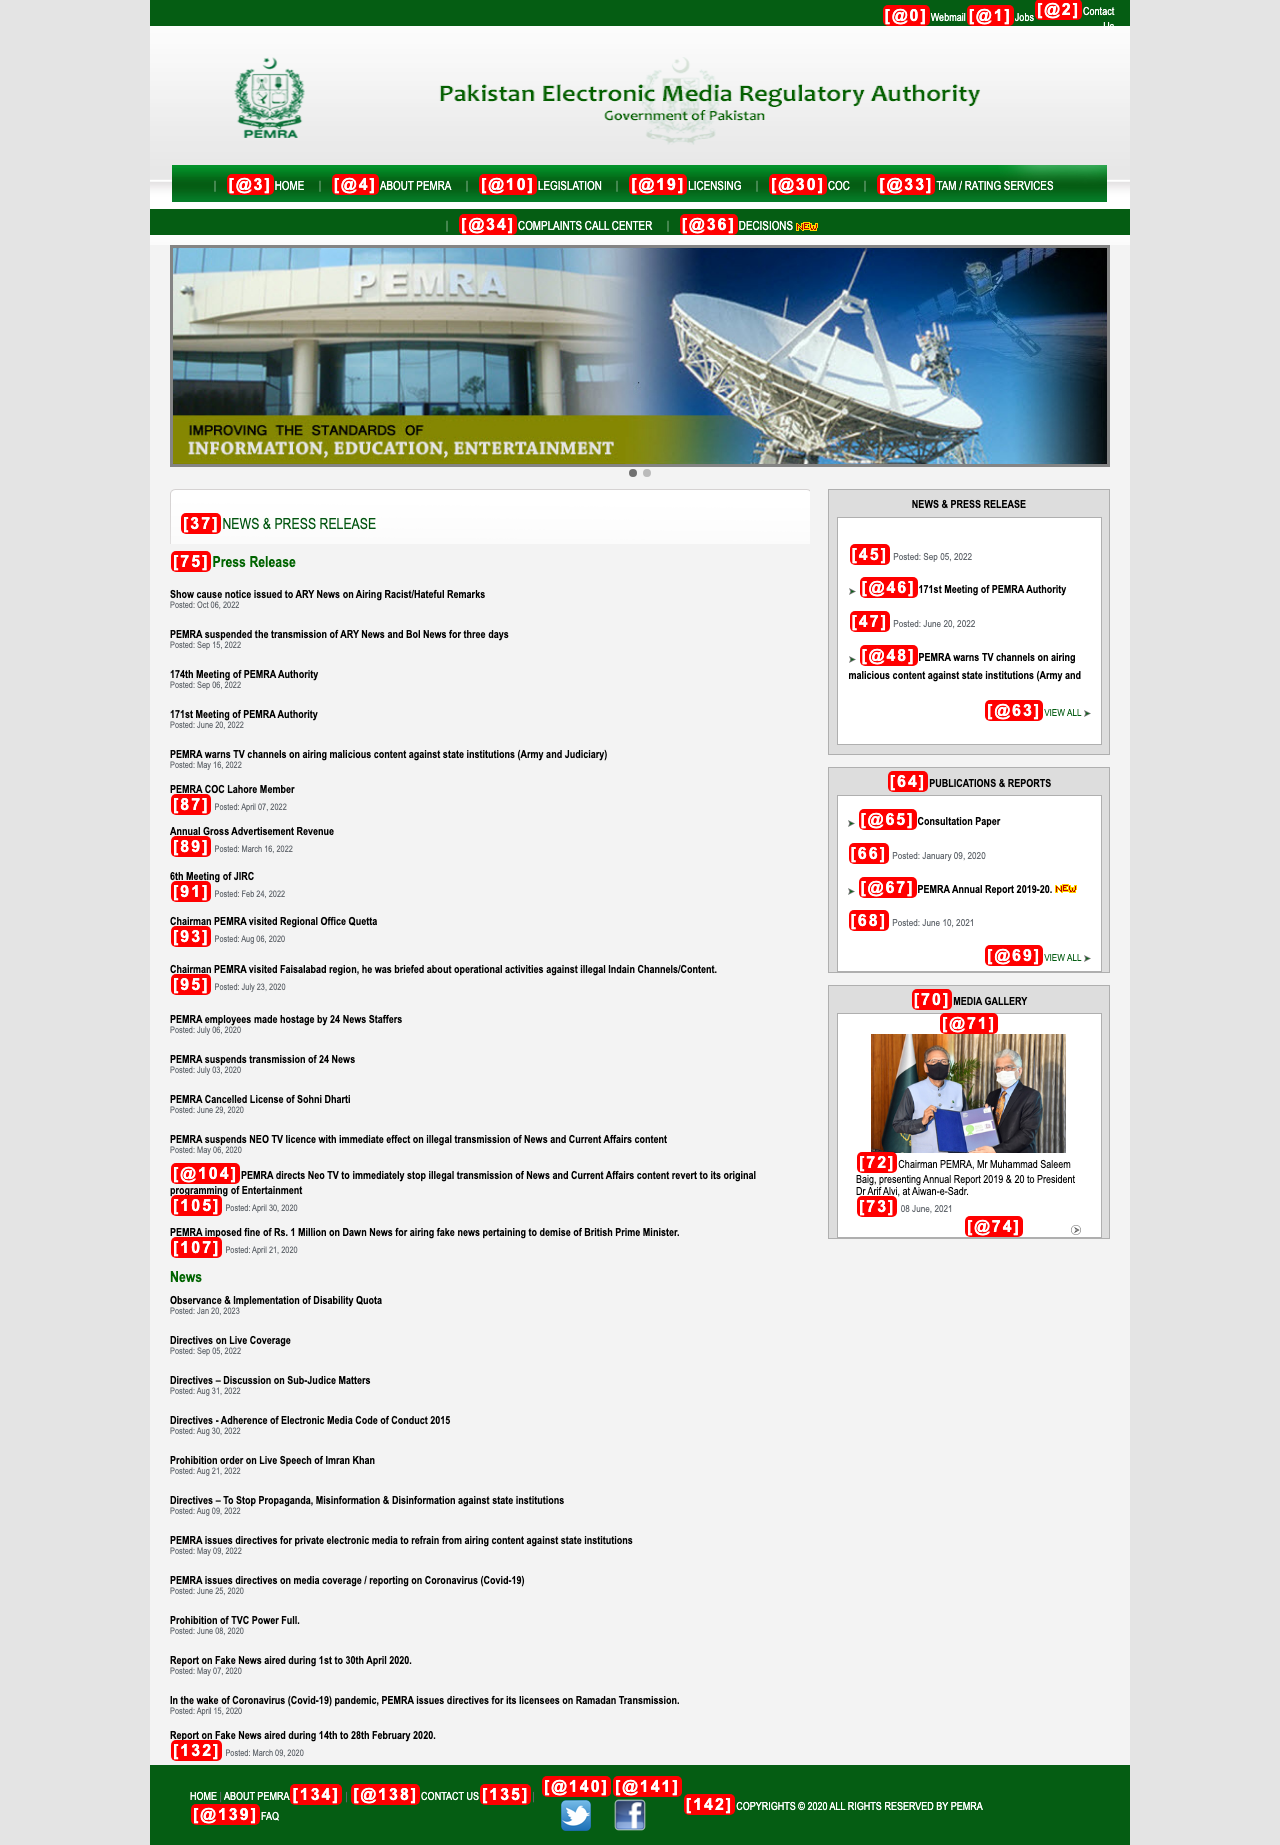 [@0] Webmail [@1] Jobs [@2] Contact
Us
Pakistan Electronic Media Regulatory Authority
Government of Pakistan
PEMRA
| [@3] HOME | [@4] ABOUT PEMRA | [@10] LEGISLATION | [@19] LICENSING | [@30] COC | [@33] TAM / RATING SERVICES
| [@34] COMPLAINTS CALL CENTER | [@36] DECISIONS NEW
PEMRA
IMPROVING THE STANDARDS OF
INFORMATION, EDUCATION, ENTERTAINMENT
[37] NEWS & PRESS RELEASE
[75] Press Release
Show cause notice issued to ARY News on Airing Racist/Hateful Remarks
Posted: Oct 06, 2022
PEMRA suspended the transmission of ARY News and Bol News for three days
Posted: Sep 15, 2022
174th Meeting of PEMRA Authority
Posted: Sep 06, 2022
171st Meeting of PEMRA Authority
Posted: June 20, 2022
PEMRA warns TV channels on airing malicious content against state institutions (Army and Judiciary)
Posted: May 16, 2022
PEMRA COC Lahore Member
[87] Posted: April 07, 2022
Annual Gross Advertisement Revenue
[89] Posted: March 16, 2022
6th Meeting of JIRC
[91] Posted: Feb 24, 2022
Chairman PEMRA visited Regional Office Quetta
[93] Posted: Aug 06, 2020
Chairman PEMRA visited Faisalabad region, he was briefed about operational activities against illegal Indain Channels/Content.
[95] Posted: July 23, 2020
PEMRA employees made hostage by 24 News Staffers
Posted: July 06, 2020
PEMRA suspends transmission of 24 News
Posted: July 03, 2020
PEMRA Cancelled License of Sohni Dharti
Posted: June 29, 2020
PEMRA suspends NEO TV licence with immediate effect on illegal transmission of News and Current Affairs content
Posted: May 06, 2020
[@104] PEMRA directs Neo TV to immediately stop illegal transmission of News and Current Affairs content revert to its original
programming of Entertainment
[105] Posted: April 30, 2020
PEMRA imposed fine of Rs. 1 Million on Dawn News for airing fake news pertaining to demise of British Prime Minister.
[107] Posted: April 21, 2020
News
Observance & Implementation of Disability Quota
Posted: Jan 20, 2023
Directives on Live Coverage
Posted: Sep 05, 2022
Directives – Discussion on Sub-Judice Matters
Posted: Aug 31, 2022
Directives - Adherence of Electronic Media Code of Conduct 2015
Posted: Aug 30, 2022
Prohibition order on Live Speech of Imran Khan
Posted: Aug 21, 2022
Directives – To Stop Propaganda, Misinformation & Disinformation against state institutions
Posted: Aug 09, 2022
PEMRA issues directives for private electronic media to refrain from airing content against state institutions
Posted: May 09, 2022
PEMRA issues directives on media coverage / reporting on Coronavirus (Covid-19)
Posted: June 25, 2020
Prohibition of TVC Power Full.
Posted: June 08, 2020
Report on Fake News aired during 1st to 30th April 2020.
Posted: May 07, 2020
In the wake of Coronavirus (Covid-19) pandemic, PEMRA issues directives for its licensees on Ramadan Transmission.
Posted: April 15, 2020
Report on Fake News aired during 14th to 28th February 2020.
[132] Posted: March 09, 2020
NEWS & PRESS RELEASE
[45] Posted: Sep 05, 2022
[@46] 171st Meeting of PEMRA Authority
[47] Posted: June 20, 2022
[@48] PEMRA warns TV channels on airing
malicious content against state institutions (Army and
[@63] VIEW ALL
[64] PUBLICATIONS & REPORTS
[@65] Consultation Paper
[66] Posted: January 09, 2020
[@67] PEMRA Annual Report 2019-20. NEW
[68] Posted: June 10, 2021
[@69] VIEW ALL
[70] MEDIA GALLERY
[@71]
[72] Chairman PEMRA, Mr Muhammad Saleem
Baig, presenting Annual Report 2019 & 20 to President
Dr Arif Alvi, at Aiwan-e-Sadr.
[73] 08 June, 2021
[@74]
HOME | ABOUT PEMRA [134] | [@138] CONTACT US [135] |
[@139] FAQ
[@140] [@141]
[142] COPYRIGHTS © 2020 ALL RIGHTS RESERVED BY PEMRA